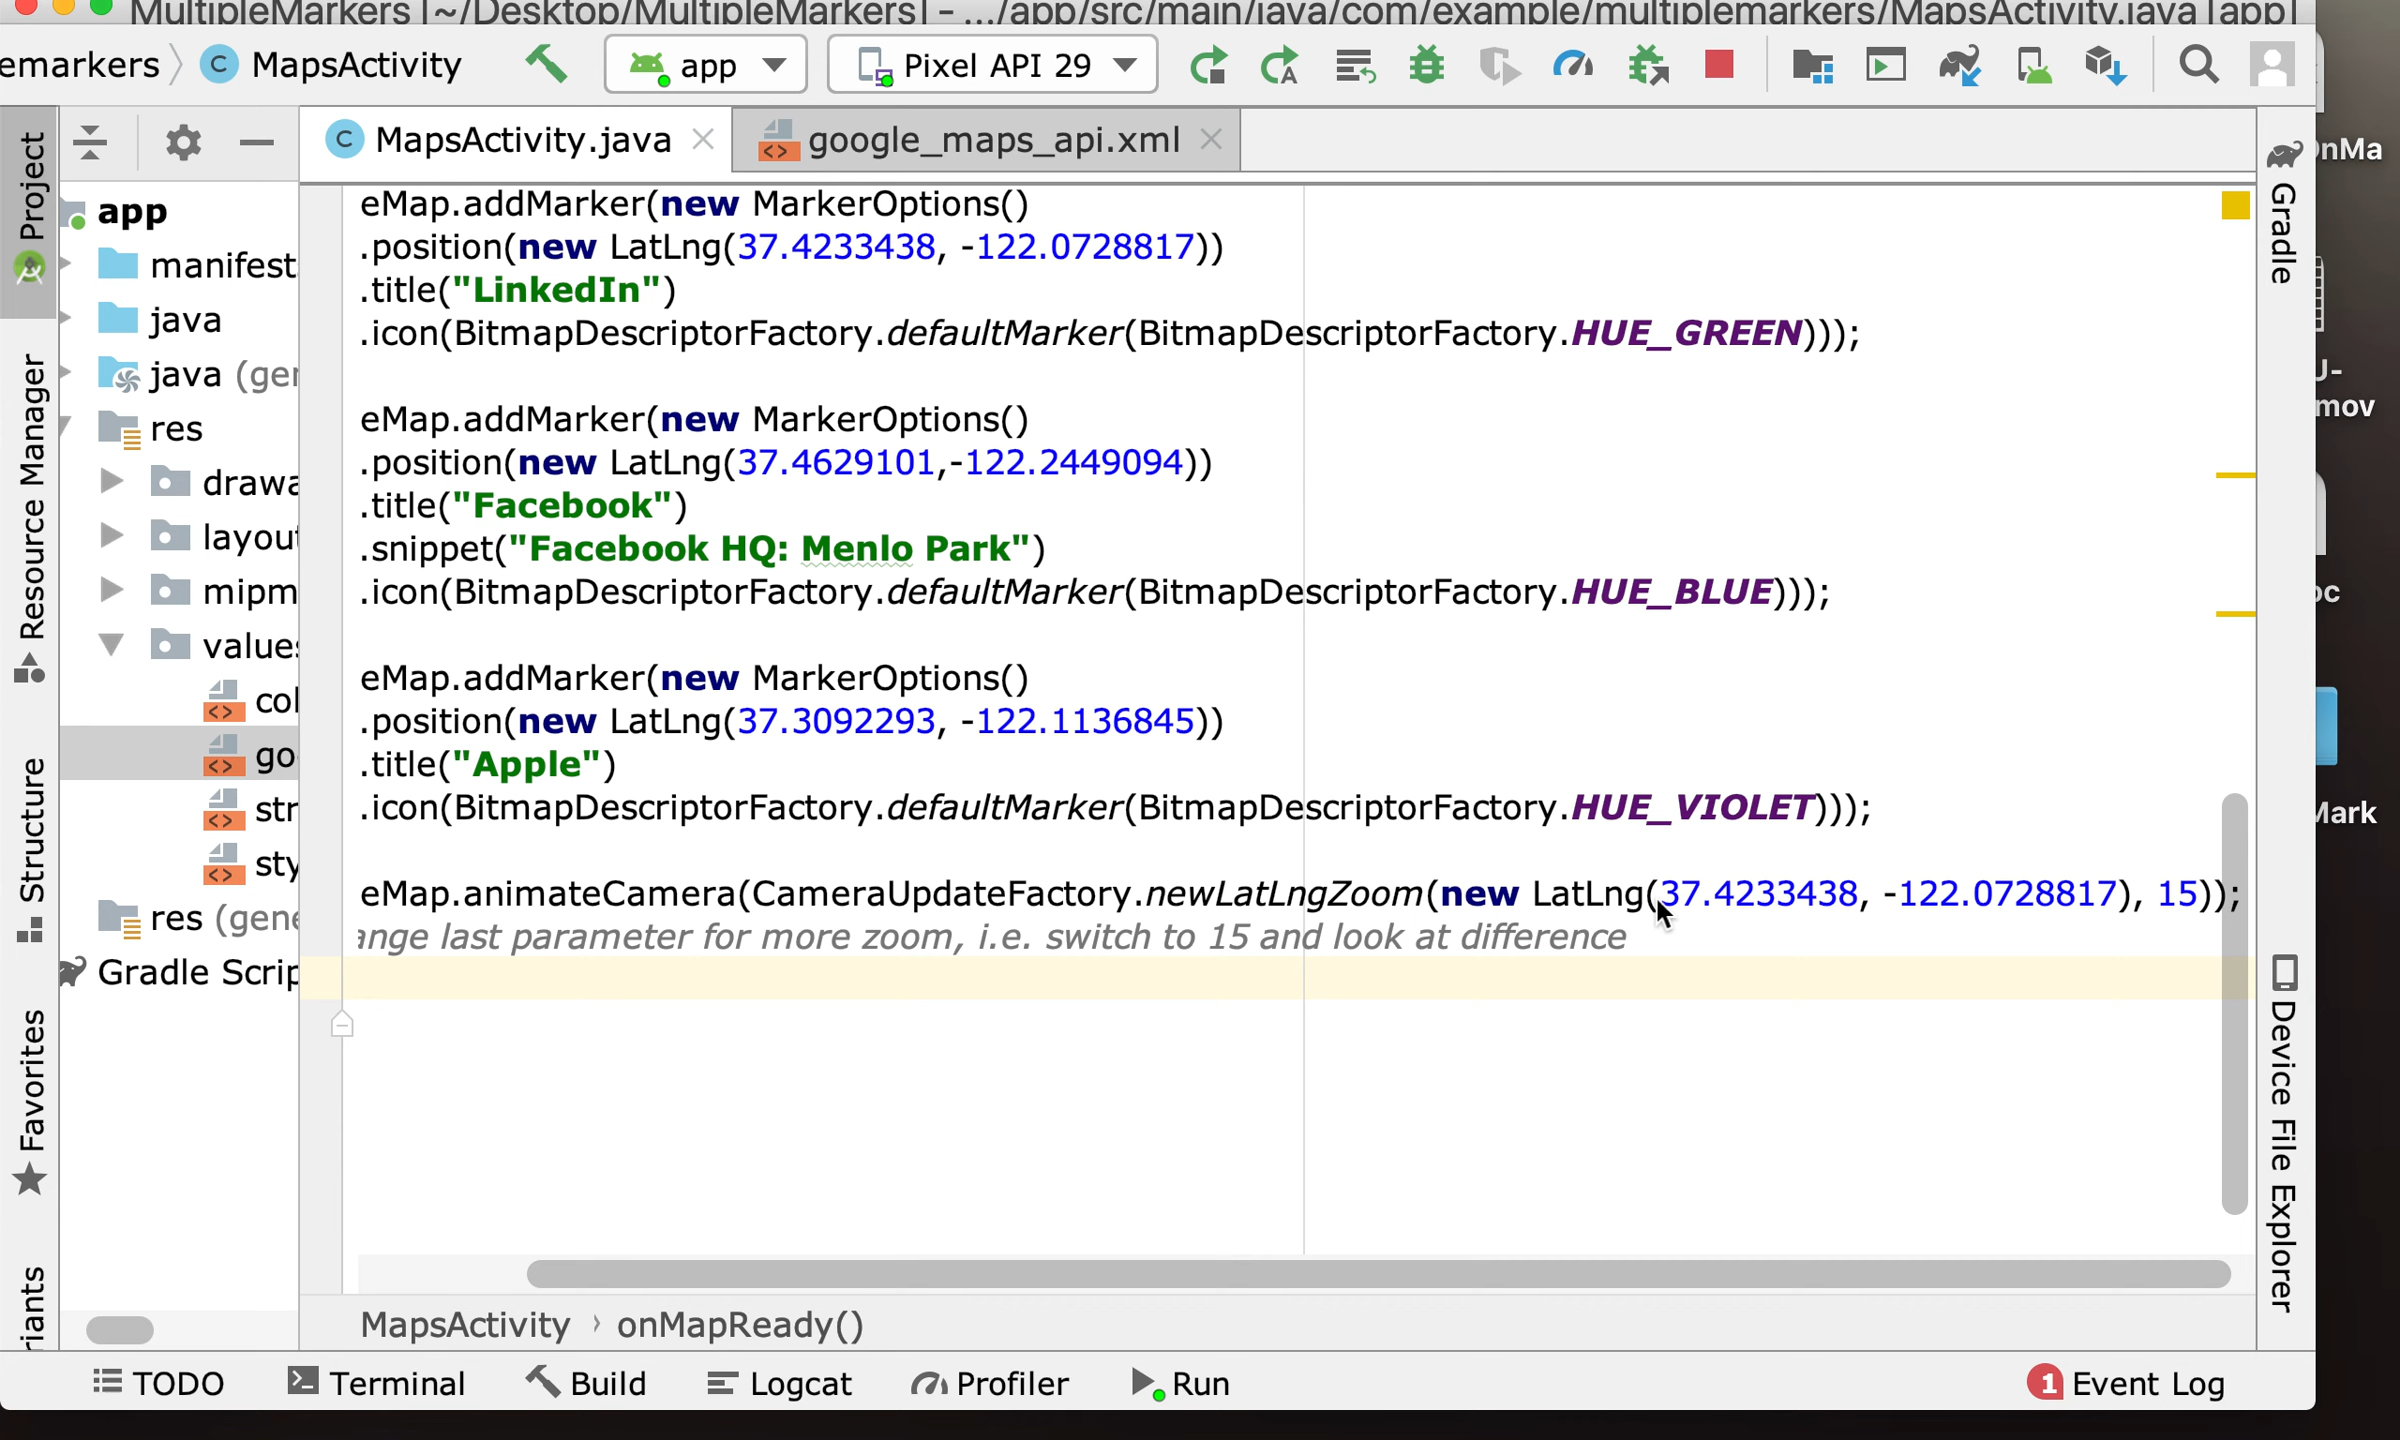 MultipleMarkers [~/Desktop/MultipleMarkers] - .../app/src/main/java/com/example/multiplemarkers/MapsActivity.java [app]
emarkers MapsActivity app Pixel API 29
MapsActivity.java google_maps_api.xml
Project
Resource Manager
Structure
Favorites
riants
app
manifest
java
java (ger
res
drawa
layou
mipm
values
col
goo
str
sty
res (gene
Gradle Scrip
eMap.addMarker(new MarkerOptions()
.position(new LatLng(37.4233438, -122.0728817))
.title("LinkedIn")
.icon(BitmapDescriptorFactory.defaultMarker(BitmapDescriptorFactory.HUE_GREEN)));
eMap.addMarker(new MarkerOptions()
.position(new LatLng(37.4629101,-122.2449094))
.title("Facebook")
.snippet("Facebook HQ: Menlo Park")
.icon(BitmapDescriptorFactory.defaultMarker(BitmapDescriptorFactory.HUE_BLUE)));
eMap.addMarker(new MarkerOptions()
.position(new LatLng(37.3092293, -122.1136845))
.title("Apple")
.icon(BitmapDescriptorFactory.defaultMarker(BitmapDescriptorFactory.HUE_VIOLET)));
eMap.animateCamera(CameraUpdateFactory.newLatLngZoom(new LatLng(37.4233438, -122.0728817), 15));
ange last parameter for more zoom, i.e. switch to 15 and look at difference
MapsActivity › onMapReady()
Gradle
Device File Explorer
nMa
U-
mov
oc
Mark
TODO Terminal Build Logcat Profiler Run 1 Event Log